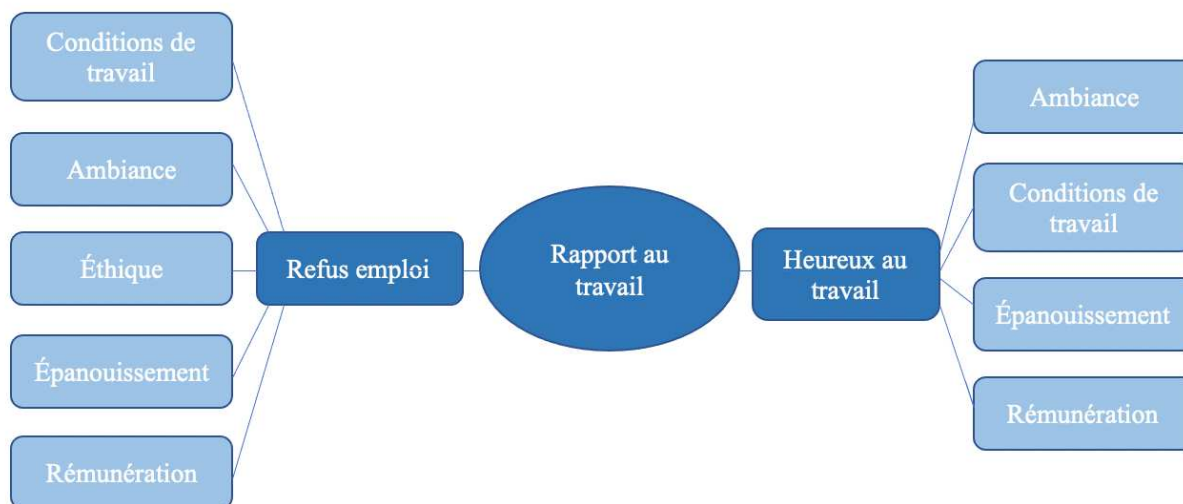 Conditions de
travail
Ambiance
Éthique
Épanouissement
Rémunération
Refus emploi
Rapport au
travail
Heureux au
travail
Ambiance
Conditions de
travail
Épanouissement
Rémunération